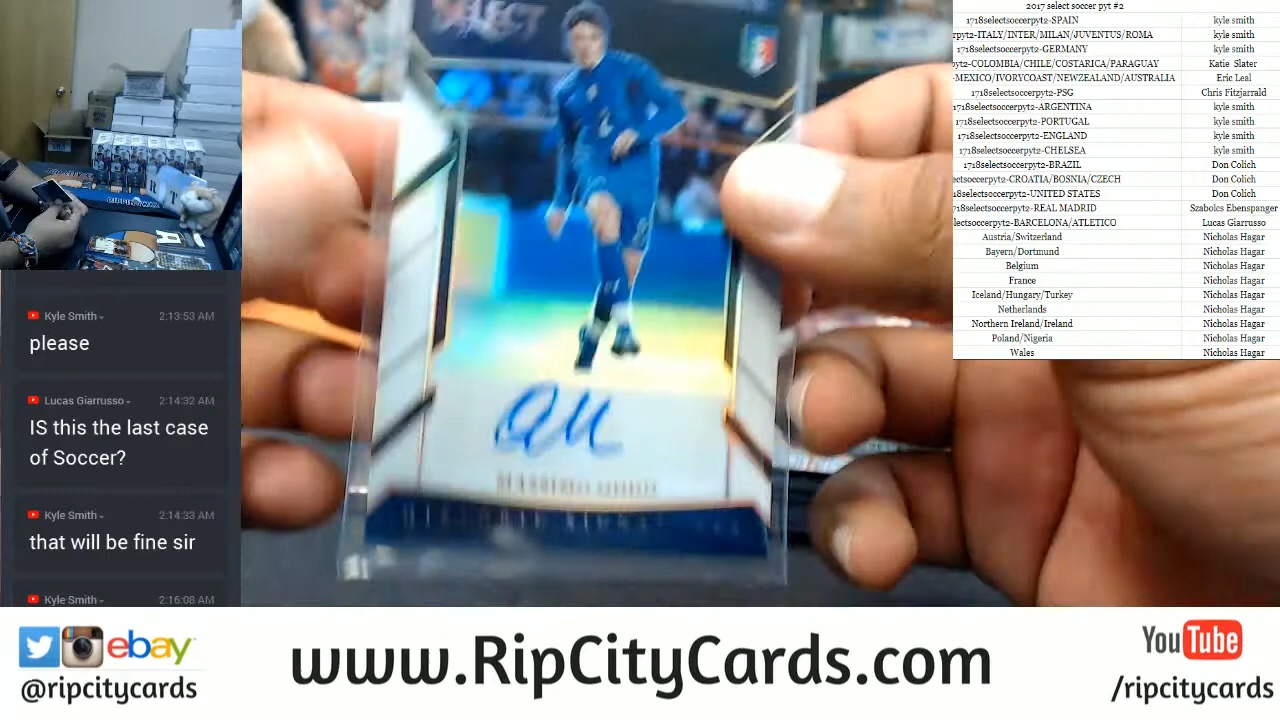 2017 select soccer pyt #2
1718selectsoccerpyt2-SPAIN kyle smith
rpyt2-ITALY/INTER/MILAN/JUVENTUS/ROMA kyle smith
1718selectsoccerpyt2-GERMANY kyle smith
pyt2-COLOMBIA/CHILE/COSTARICA/PARAGUAY Katie Slater
-MEXICO/IVORYCOAST/NEWZEALAND/AUSTRALIA Eric Leal
1718selectsoccerpyt2-PSG Chris Fitzjarrald
1718selectsoccerpyt2-ARGENTINA kyle smith
1718selectsoccerpyt2-PORTUGAL kyle smith
1718selectsoccerpyt2-ENGLAND kyle smith
1718selectsoccerpyt2-CHELSEA kyle smith
1718selectsoccerpyt2-BRAZIL Don Colich
ectsoccerpyt2-CROATIA/BOSNIA/CZECH Don Colich
18selectsoccerpyt2-UNITED STATES Don Colich
718selectsoccerpyt2-REAL MADRID Szabolcs Ebenspanger
electsoccerpyt2-BARCELONA/ATLETICO Lucas Giarrusso
Austria/Switzerland Nicholas Hagar
Bayern/Dortmund Nicholas Hagar
Belgium Nicholas Hagar
France Nicholas Hagar
Iceland/Hungary/Turkey Nicholas Hagar
Netherlands Nicholas Hagar
Northern Ireland/Ireland Nicholas Hagar
Poland/Nigeria Nicholas Hagar
Wales Nicholas Hagar
SELECT
Kyle Smith 2:13:53 AM
please
Lucas Giarrusso 2:14:32 AM
IS this the last case
of Soccer?
Kyle Smith 2:14:33 AM
that will be fine sir
Kyle Smith 2:16:08 AM
ebay
@ripcitycards
www.RipCityCards.com
YouTube
/ripcitycards